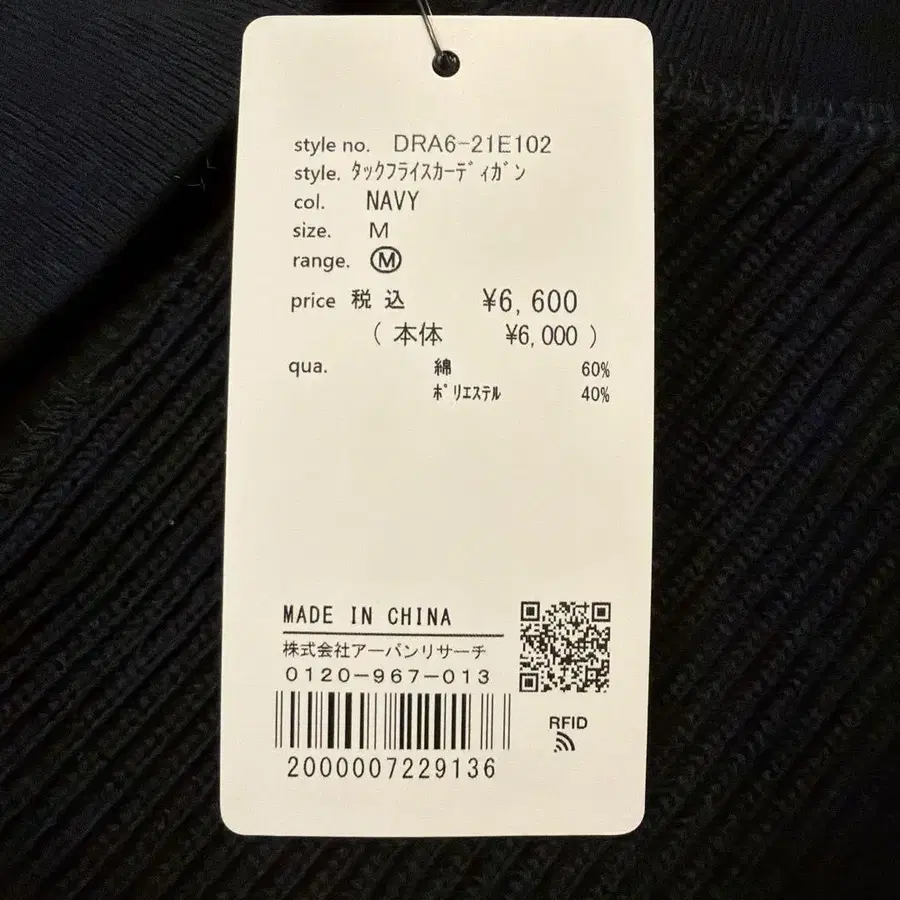 style no. DRA6-21E102
style. ﾀｯｸﾌﾗｲｽｶｰﾃﾞｨｶﾞﾝ
col. NAVY
size. M
range. Ⓜ
price 税込 ¥6,600
(本体 ¥6,000)
qua. 綿 60%
ﾎﾟﾘｴｽﾃﾙ 40%
MADE IN CHINA
株式会社アーバンリサーチ
0120-967-013
RFID
2000007229136